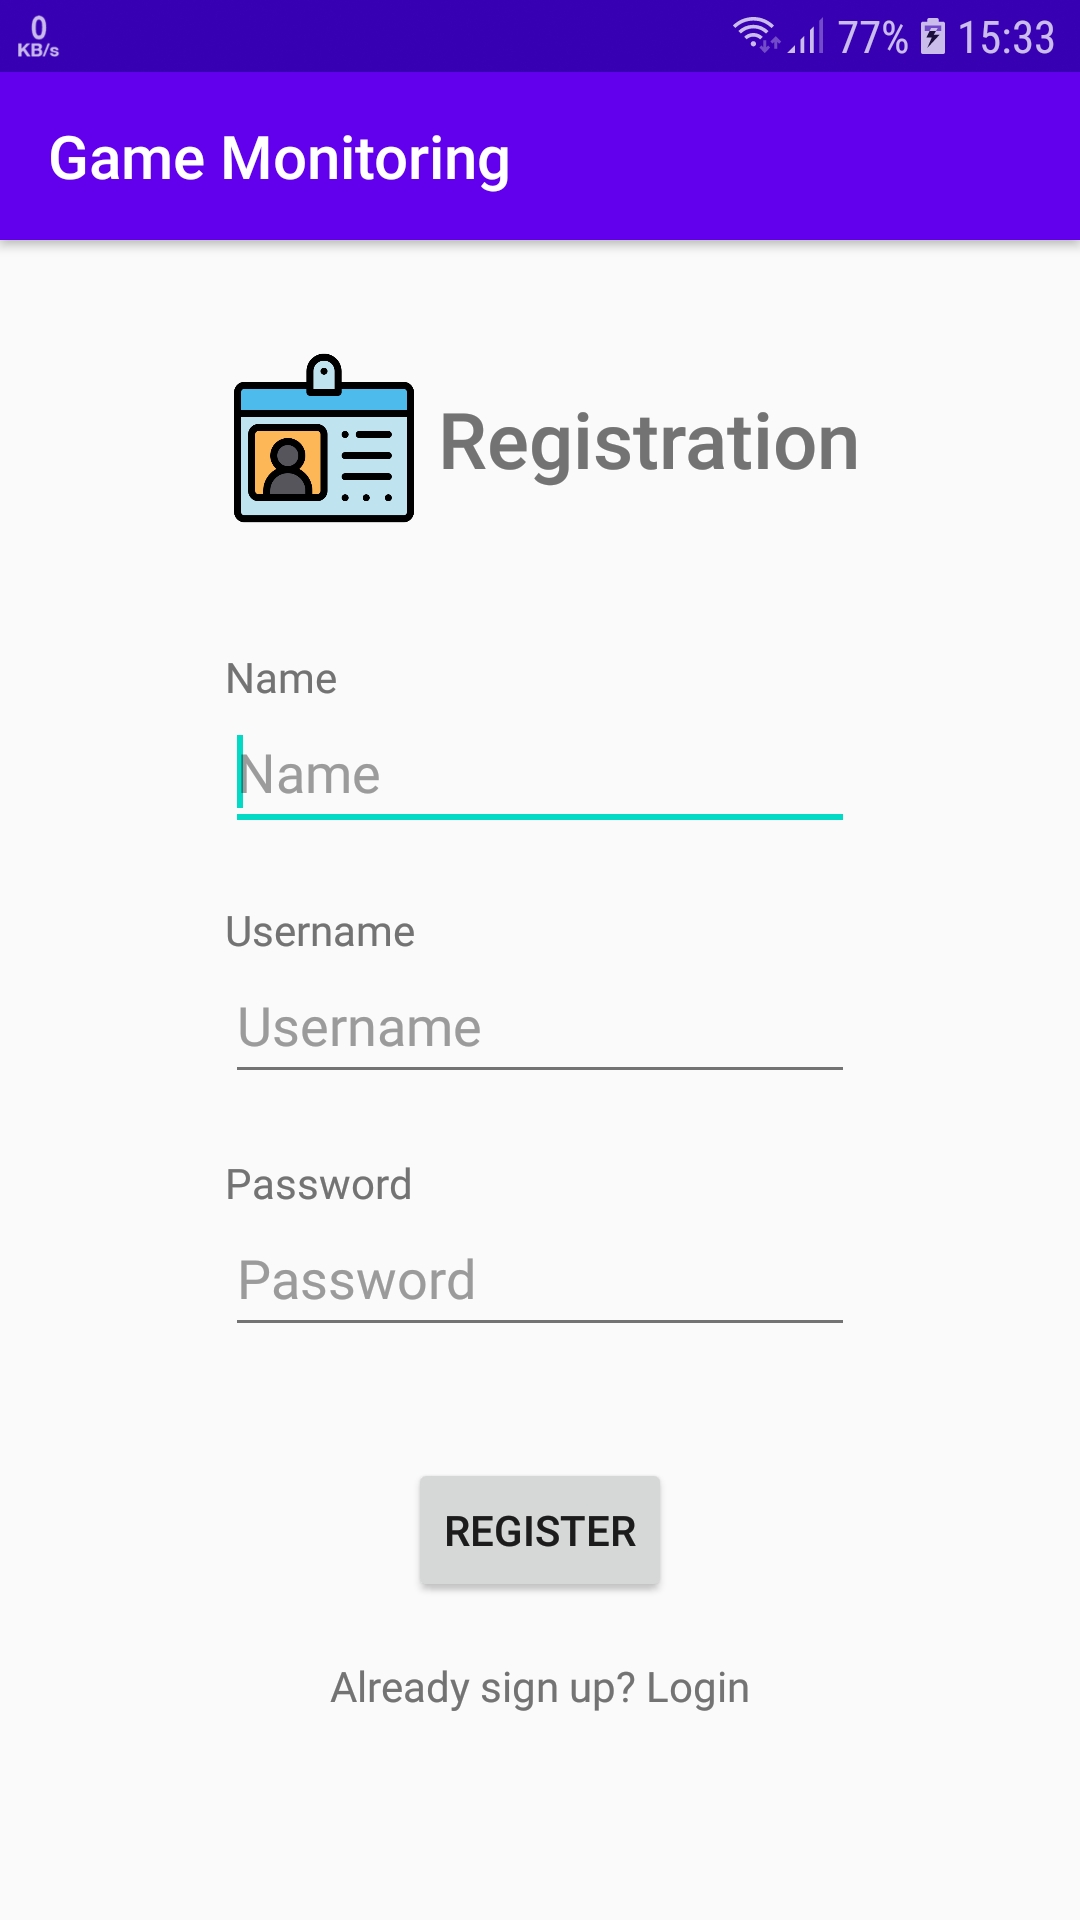 0
KB/s
77%
15:33
Game Monitoring
Registration
Name
Name
Username
Username
Password
Password
REGISTER
Already sign up? Login